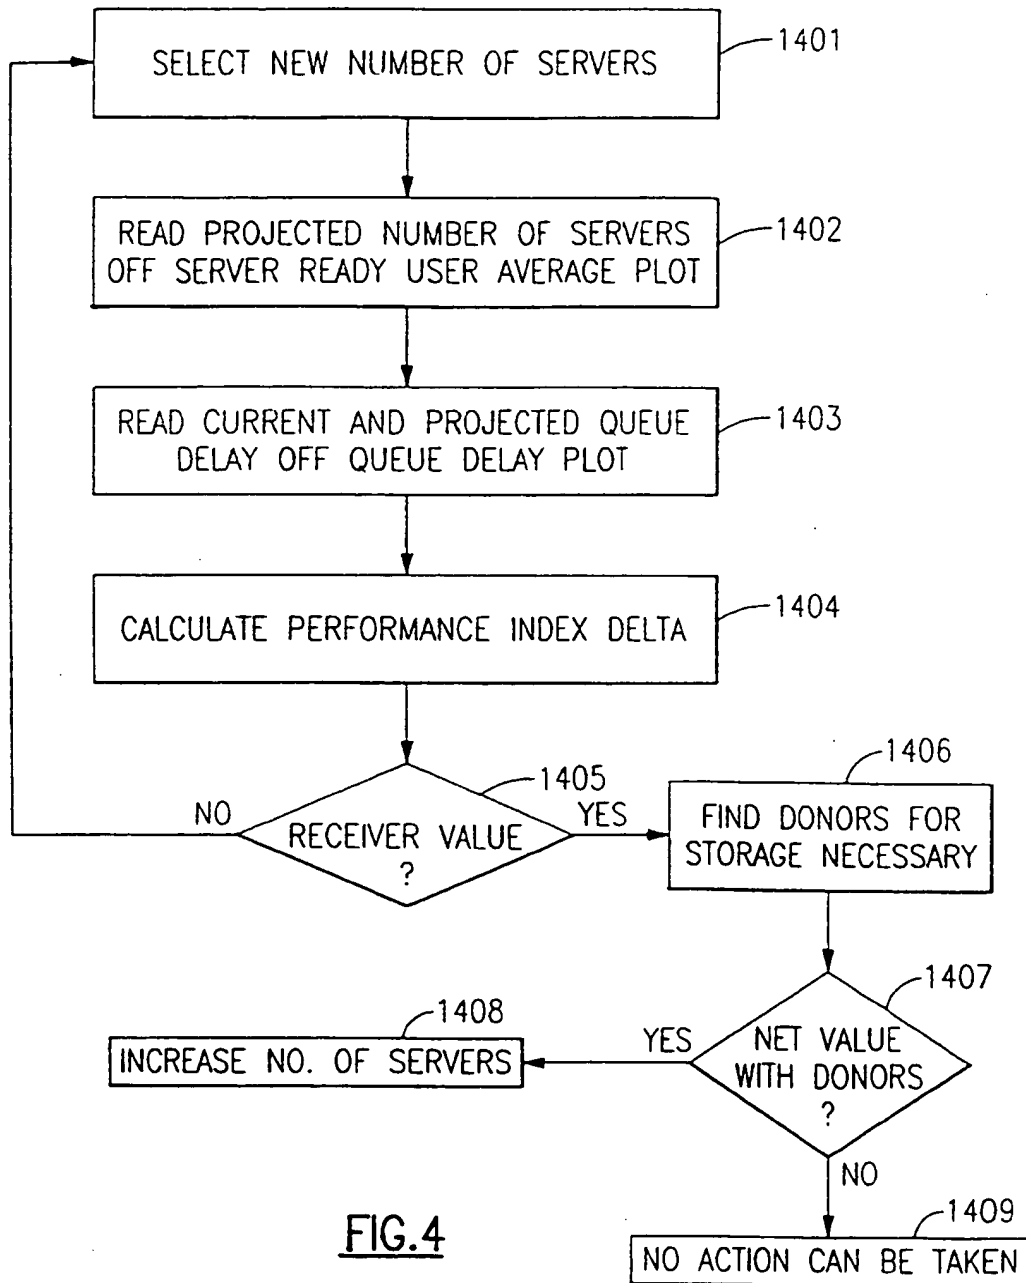 SELECT NEW NUMBER OF SERVERS
1401
READ PROJECTED NUMBER OF SERVERS
OFF SERVER READY USER AVERAGE PLOT
1402
READ CURRENT AND PROJECTED QUEUE
DELAY OFF QUEUE DELAY PLOT
1403
CALCULATE PERFORMANCE INDEX DELTA
1404
1405
NO
RECEIVER VALUE
?
YES
1406
FIND DONORS FOR
STORAGE NECESSARY
1407
NET VALUE
WITH DONORS
?
YES
1408
INCREASE NO. OF SERVERS
NO
1409
NO ACTION CAN BE TAKEN
FIG.4